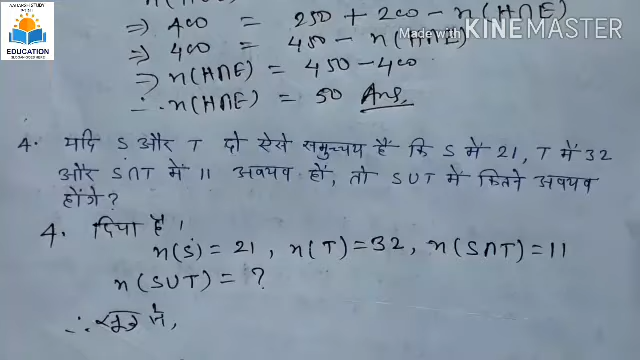 EDUCATION
Made with KINEMASTER
⇒ 400 = 250 + 200 - n(H∩E)
⇒ 400 = 450 - n(H∩E)
⇒ n(H∩E) = 450 - 400
∴ n(H∩E) = 50 Ans,
4. यदि S और T दो ऐसे समुच्चय हैं कि S में 21, T में 32
और S∩T में 11 अवयव हों, तो S∪T में कितने अवयव
होंगे?
4. दिया है।
n(S) = 21, n(T) = 32, n(S∩T) = 11
n(S∪T) = ?
∴ सूत्र से,